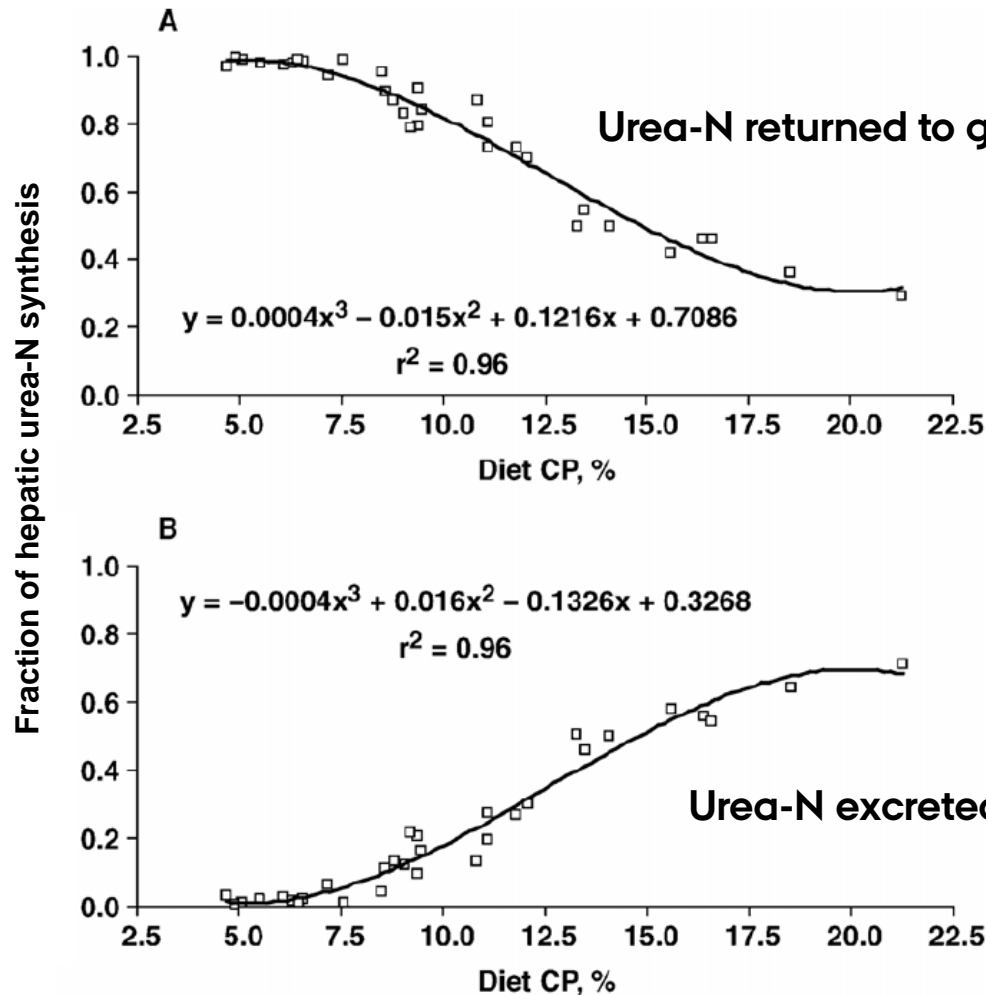 A
Urea-N returned to g
Fraction of hepatic urea-N synthesis
1.0
0.8
0.6
0.4
0.2
0.0
y = 0.0004x³ – 0.015x² + 0.1216x + 0.7086
r² = 0.96
2.5 5.0 7.5 10.0 12.5 15.0 17.5 20.0 22.5
Diet CP, %
B
1.0
0.8
0.6
0.4
0.2
0.0
y = –0.0004x³ + 0.016x² – 0.1326x + 0.3268
r² = 0.96
Urea-N excreted
2.5 5.0 7.5 10.0 12.5 15.0 17.5 20.0 22.5
Diet CP, %